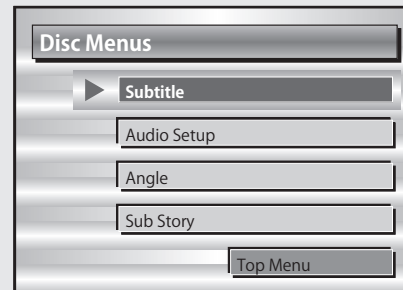 Disc Menus
Subtitle
Audio Setup
Angle
Sub Story
Top Menu